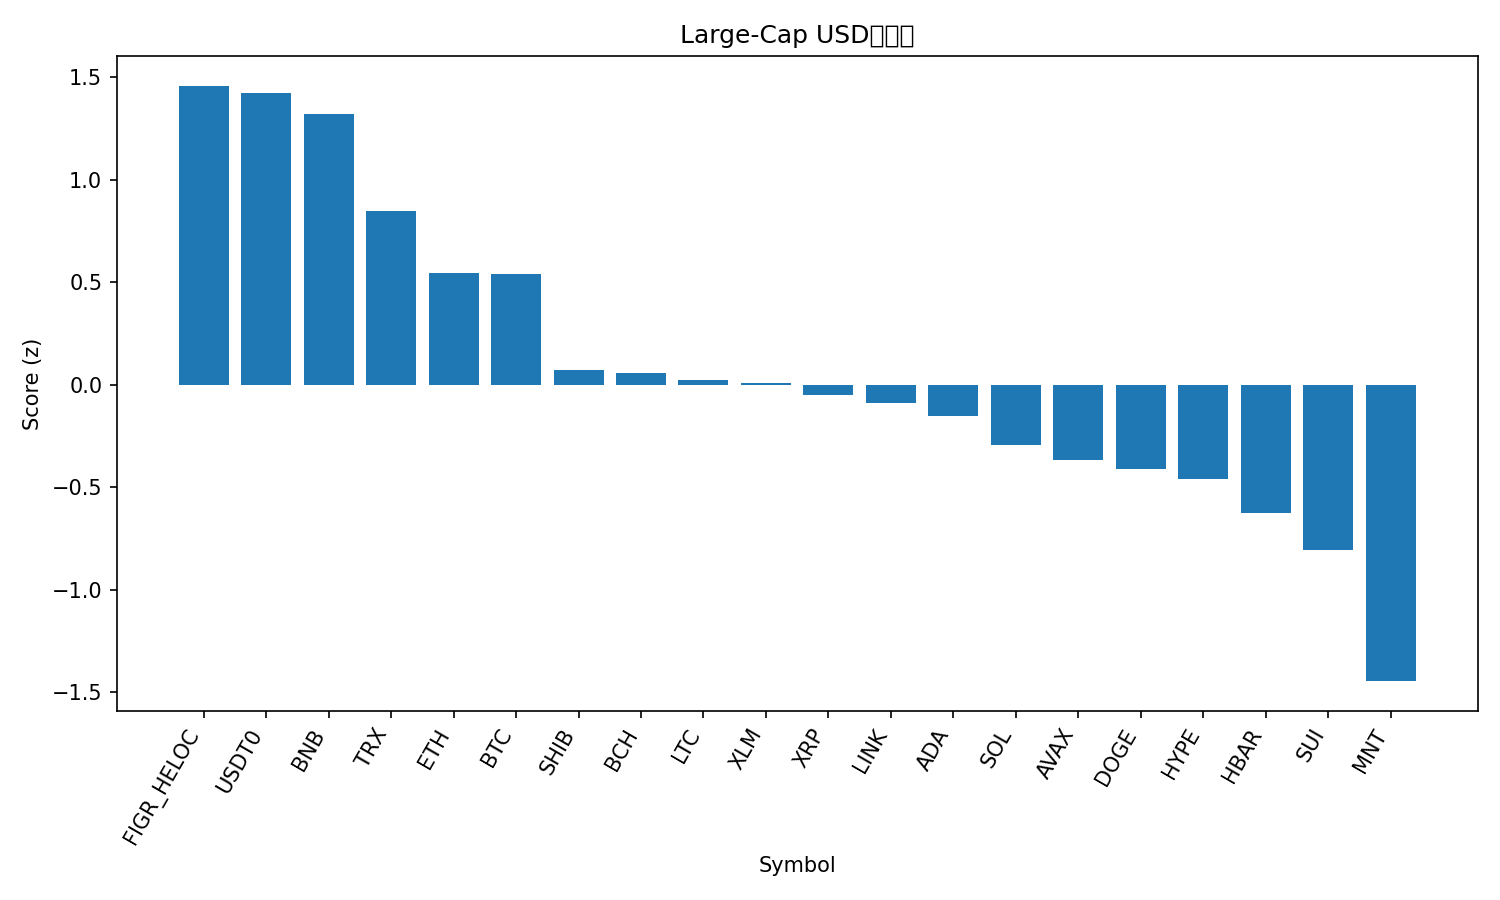 Large-Cap USD
1.5
1.0
0.5
0.0
−0.5
−1.0
−1.5
Score (z)
FIGR_HELOC
USDT0
BNB
TRX
ETH
BTC
SHIB
BCH
LTC
XLM
XRP
LINK
ADA
SOL
AVAX
DOGE
HYPE
HBAR
SUI
MNT
Symbol